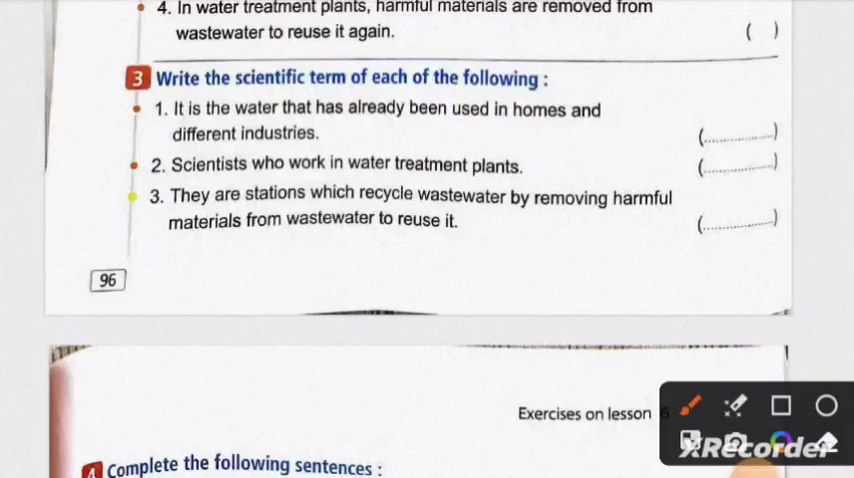 4. In water treatment plants, harmful materials are removed from
wastewater to reuse it again. ( )
3 Write the scientific term of each of the following :
1. It is the water that has already been used in homes and
different industries. (..............)
2. Scientists who work in water treatment plants. (..............)
3. They are stations which recycle wastewater by removing harmful
materials from wastewater to reuse it. (..............)
96
Exercises on lesson 6
4 Complete the following sentences :
XRecorder